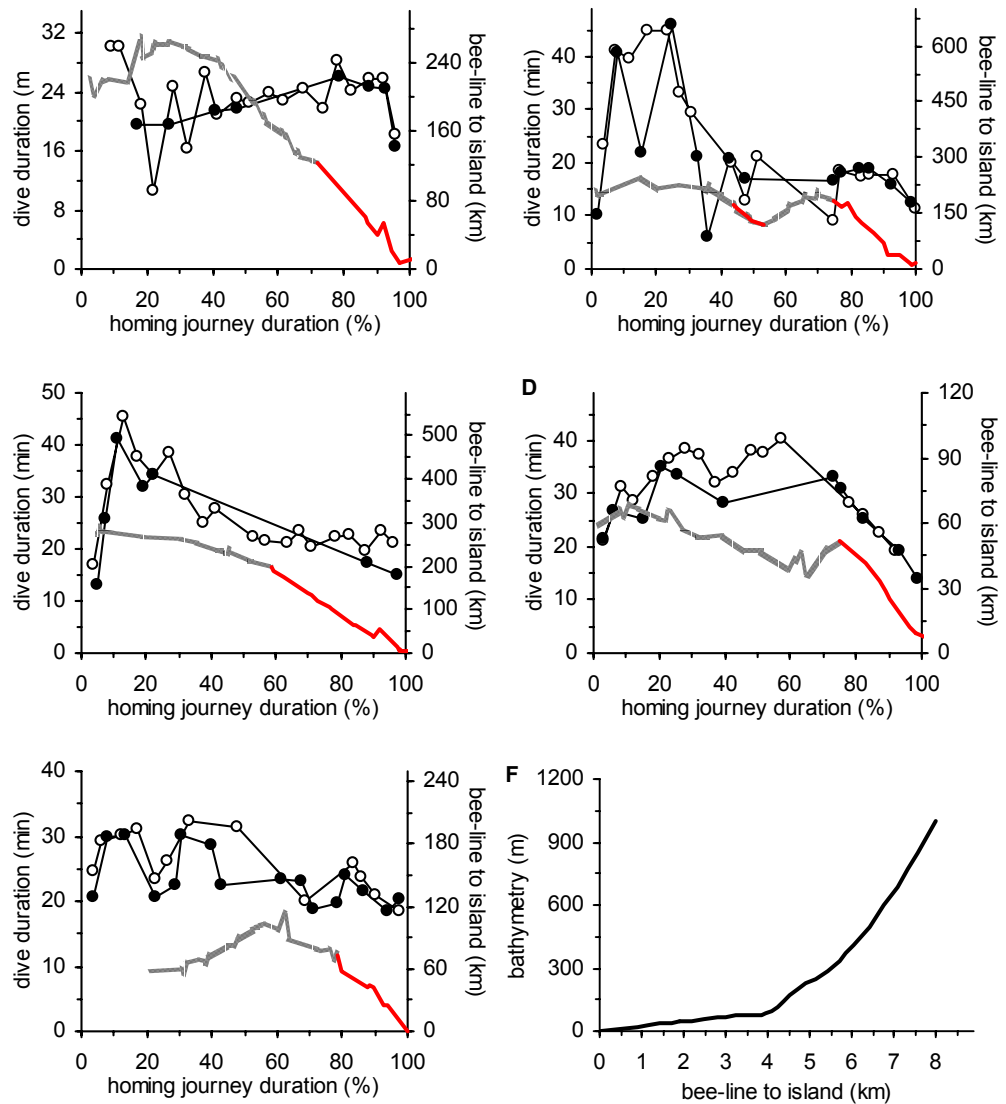 32
24
16
8
0
dive duration (m
240
160
80
0
bee-line to island (km)
0 20 40 60 80 100
homing journey duration (%)
40
30
20
10
0
dive duration (min)
600
450
300
150
0
bee-line to island (km)
0 20 40 60 80 100
homing journey duration (%)
50
40
30
20
10
0
dive duration (min)
500
400
300
200
100
0
bee-line to island (km)
0 20 40 60 80 100
homing journey duration (%)
D
50
40
30
20
10
0
dive duration (min)
120
90
60
30
0
bee-line to island (km)
0 20 40 60 80 100
homing journey duration (%)
40
30
20
10
0
dive duration (min)
240
180
120
60
0
bee-line to island (km)
0 20 40 60 80 100
homing journey duration (%)
F
1200
900
600
300
0
bathymetry (m)
0 1 2 3 4 5 6 7 8
bee-line to island (km)